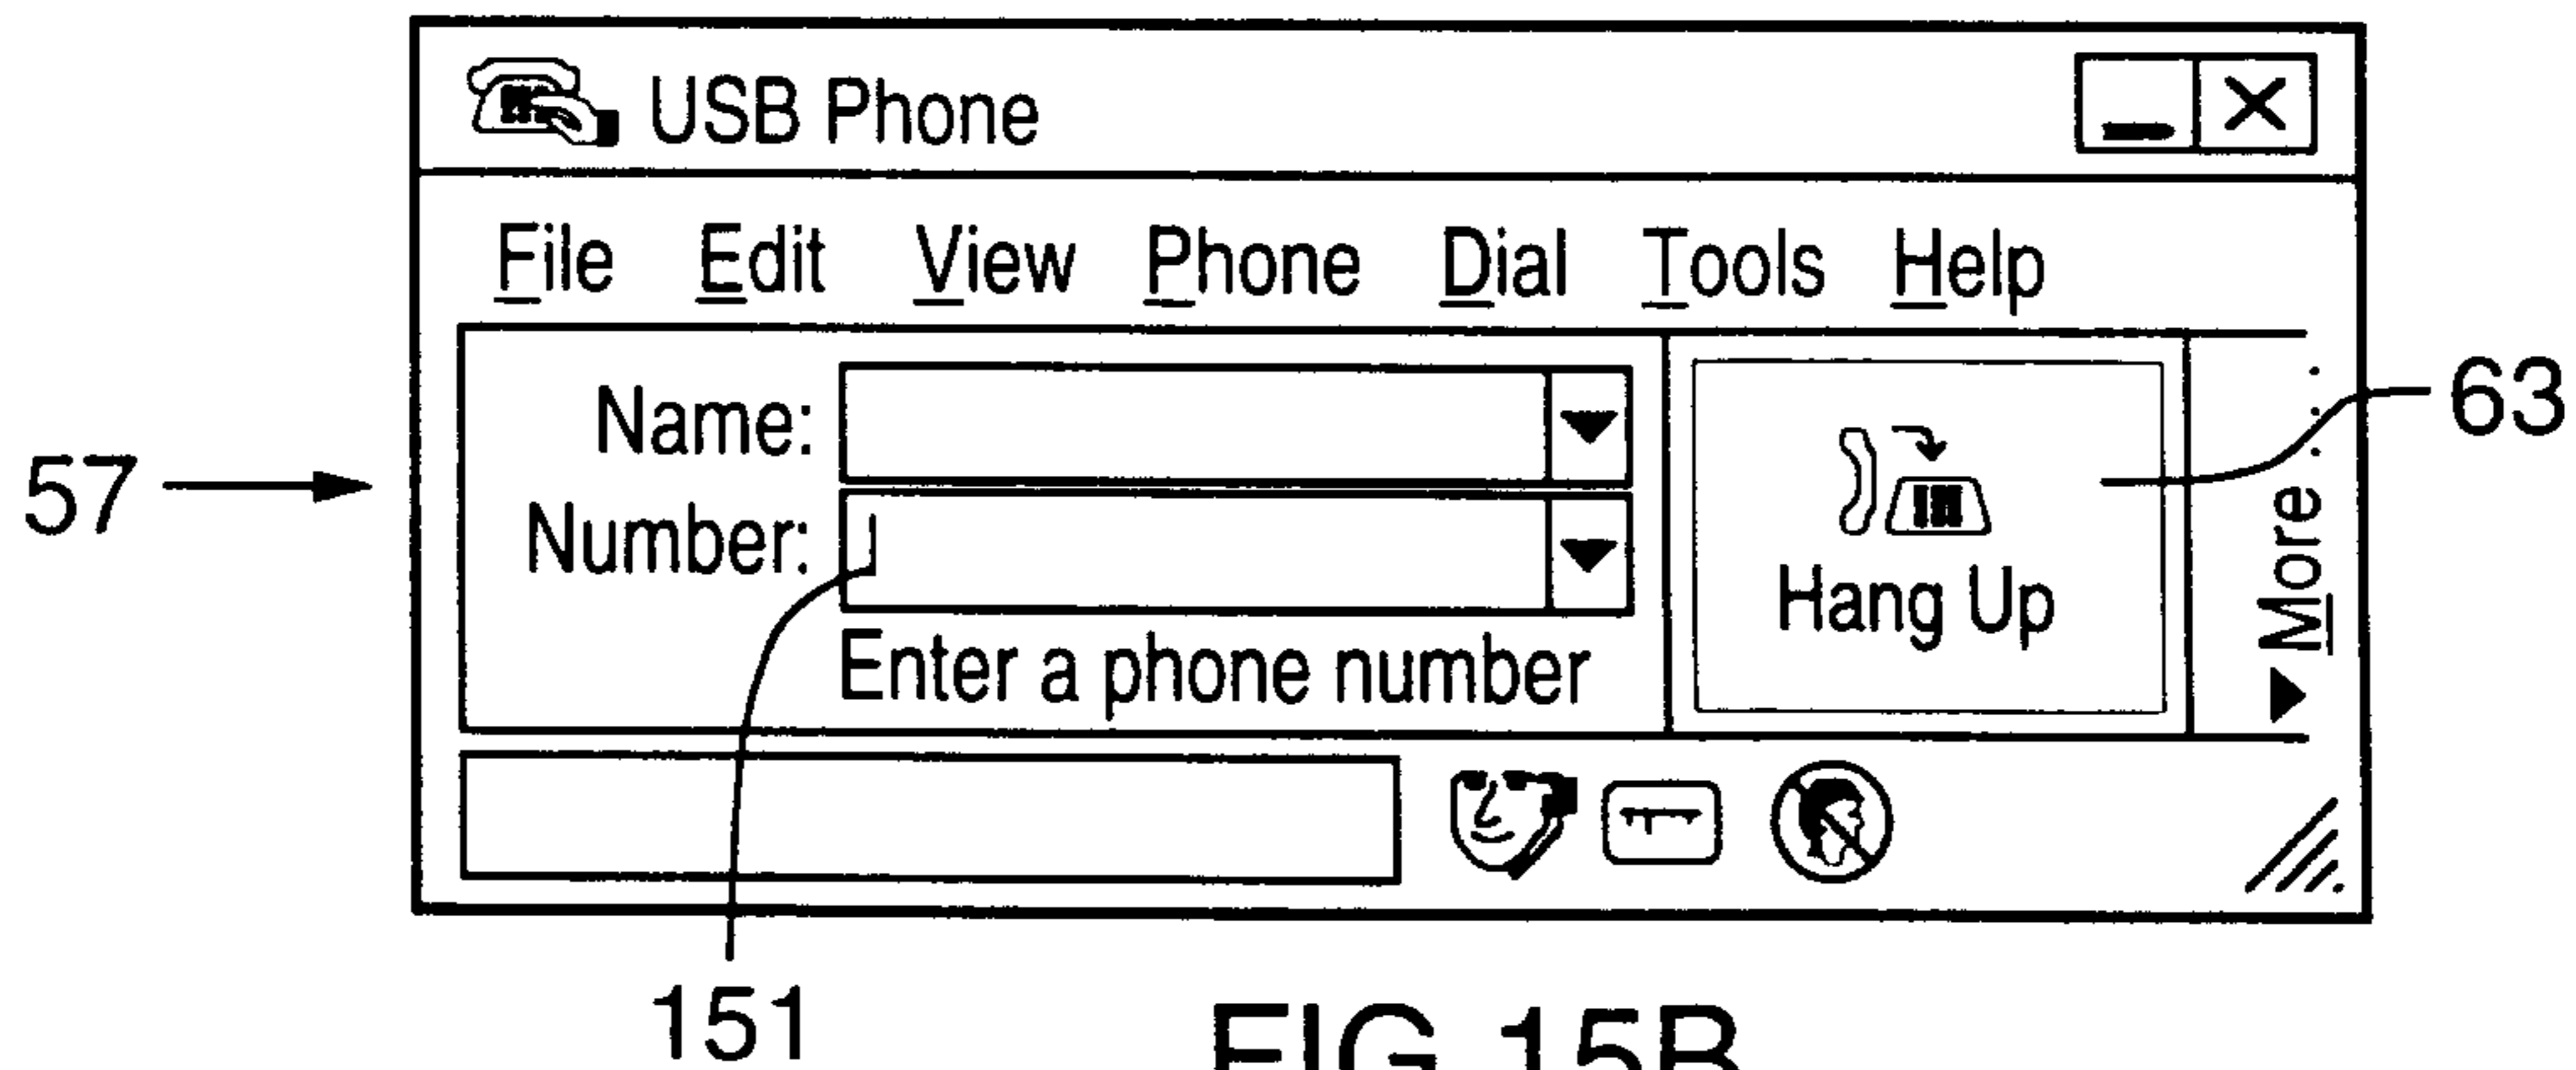 USB Phone
File Edit View Phone Dial Tools Help
Name:
Number:
Enter a phone number
Hang Up
More...
57
63
151
FIG. 15B